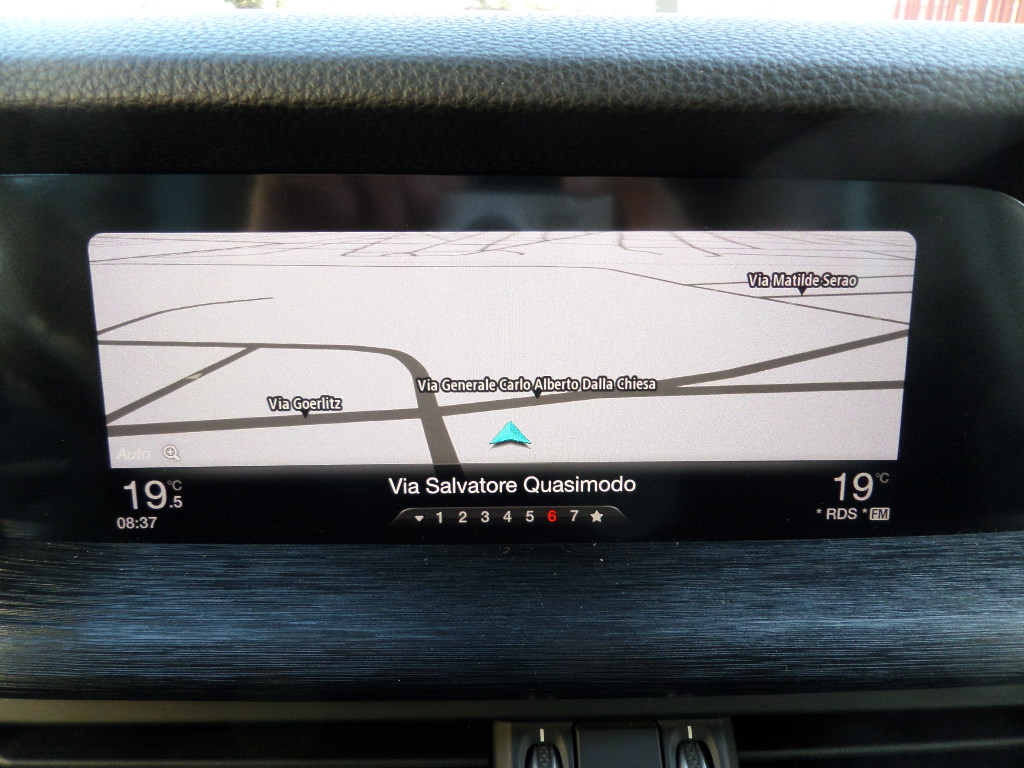 Via Matilde Serao
Via Generale Carlo Alberto Dalla Chiesa
Via Goerlitz
Auto
19.5 °C
08:37
Via Salvatore Quasimodo
1 2 3 4 5 6 7
19 °C
* RDS * FM